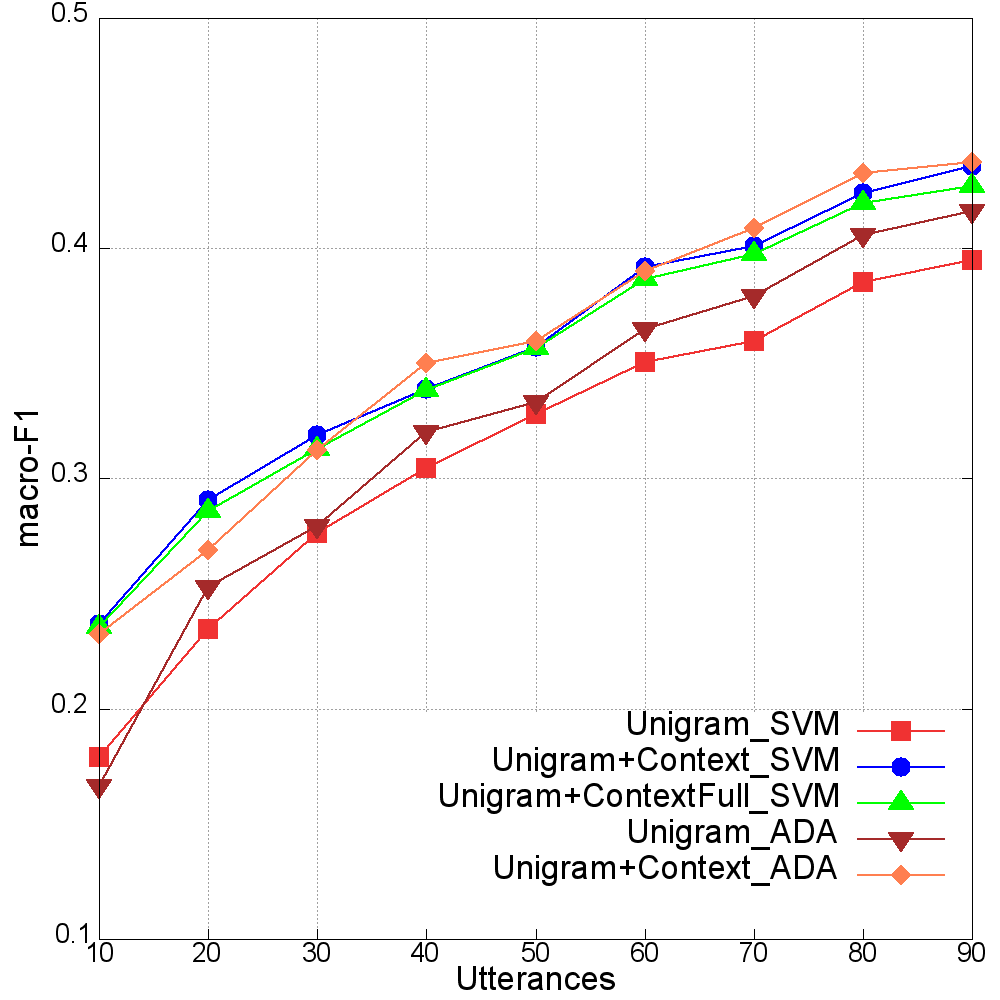 0.5
0.4
0.3
0.2
0.1
macro-F1
Unigram_SVM
Unigram+Context_SVM
Unigram+ContextFull_SVM
Unigram_ADA
Unigram+Context_ADA
10 20 30 40 50 60 70 80 90
Utterances